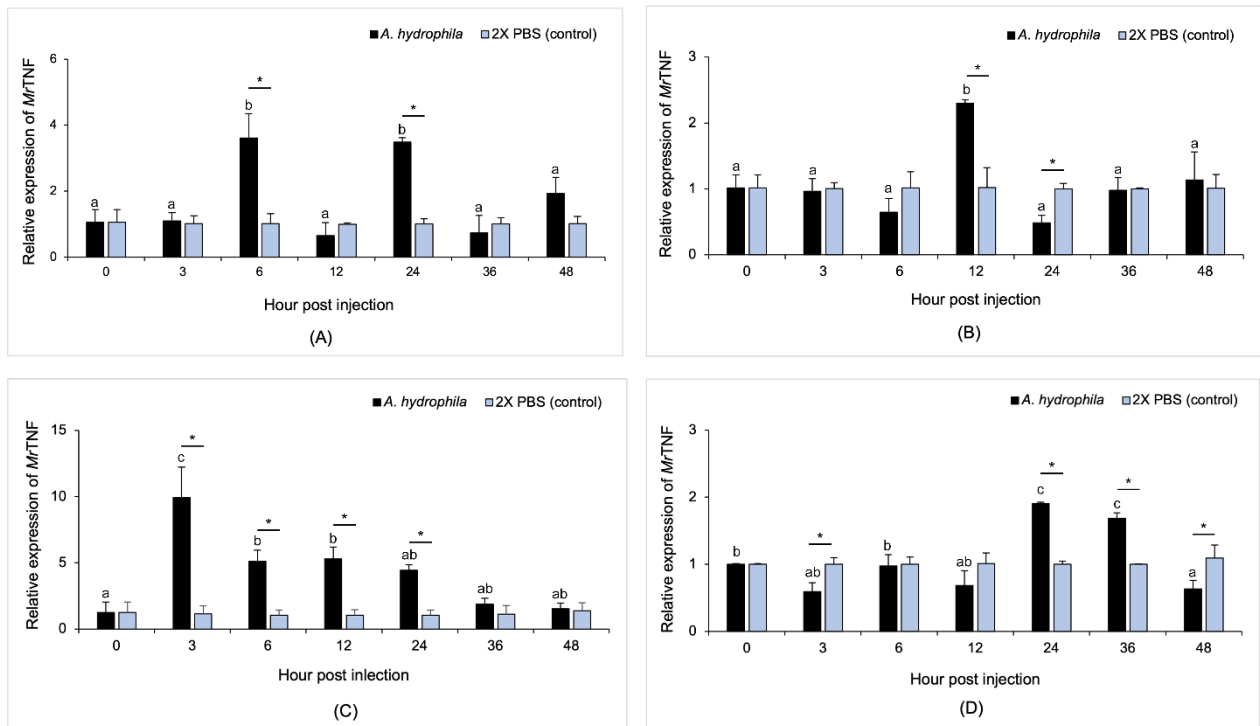 A. hydrophila 2X PBS (control)
Relative expression of MrTNF
6
4
2
0
* *
a a b b a
0 3 6 12 24 36 48
Hour post injection
(A)
A. hydrophila 2X PBS (control)
Relative expression of MrTNF
3
2
1
0
* *
a a a b a a a
0 3 6 12 24 36 48
Hour post injection
(B)
A. hydrophila 2X PBS (control)
Relative expression of MrTNF
15
10
5
0
* * * *
a c b b ab ab ab
0 3 6 12 24 36 48
Hour post inlection
(C)
A. hydrophila 2X PBS (control)
Relative expression of MrTNF
3
2
1
0
* * * *
b ab b ab c c a
0 3 6 12 24 36 48
Hour post injection
(D)